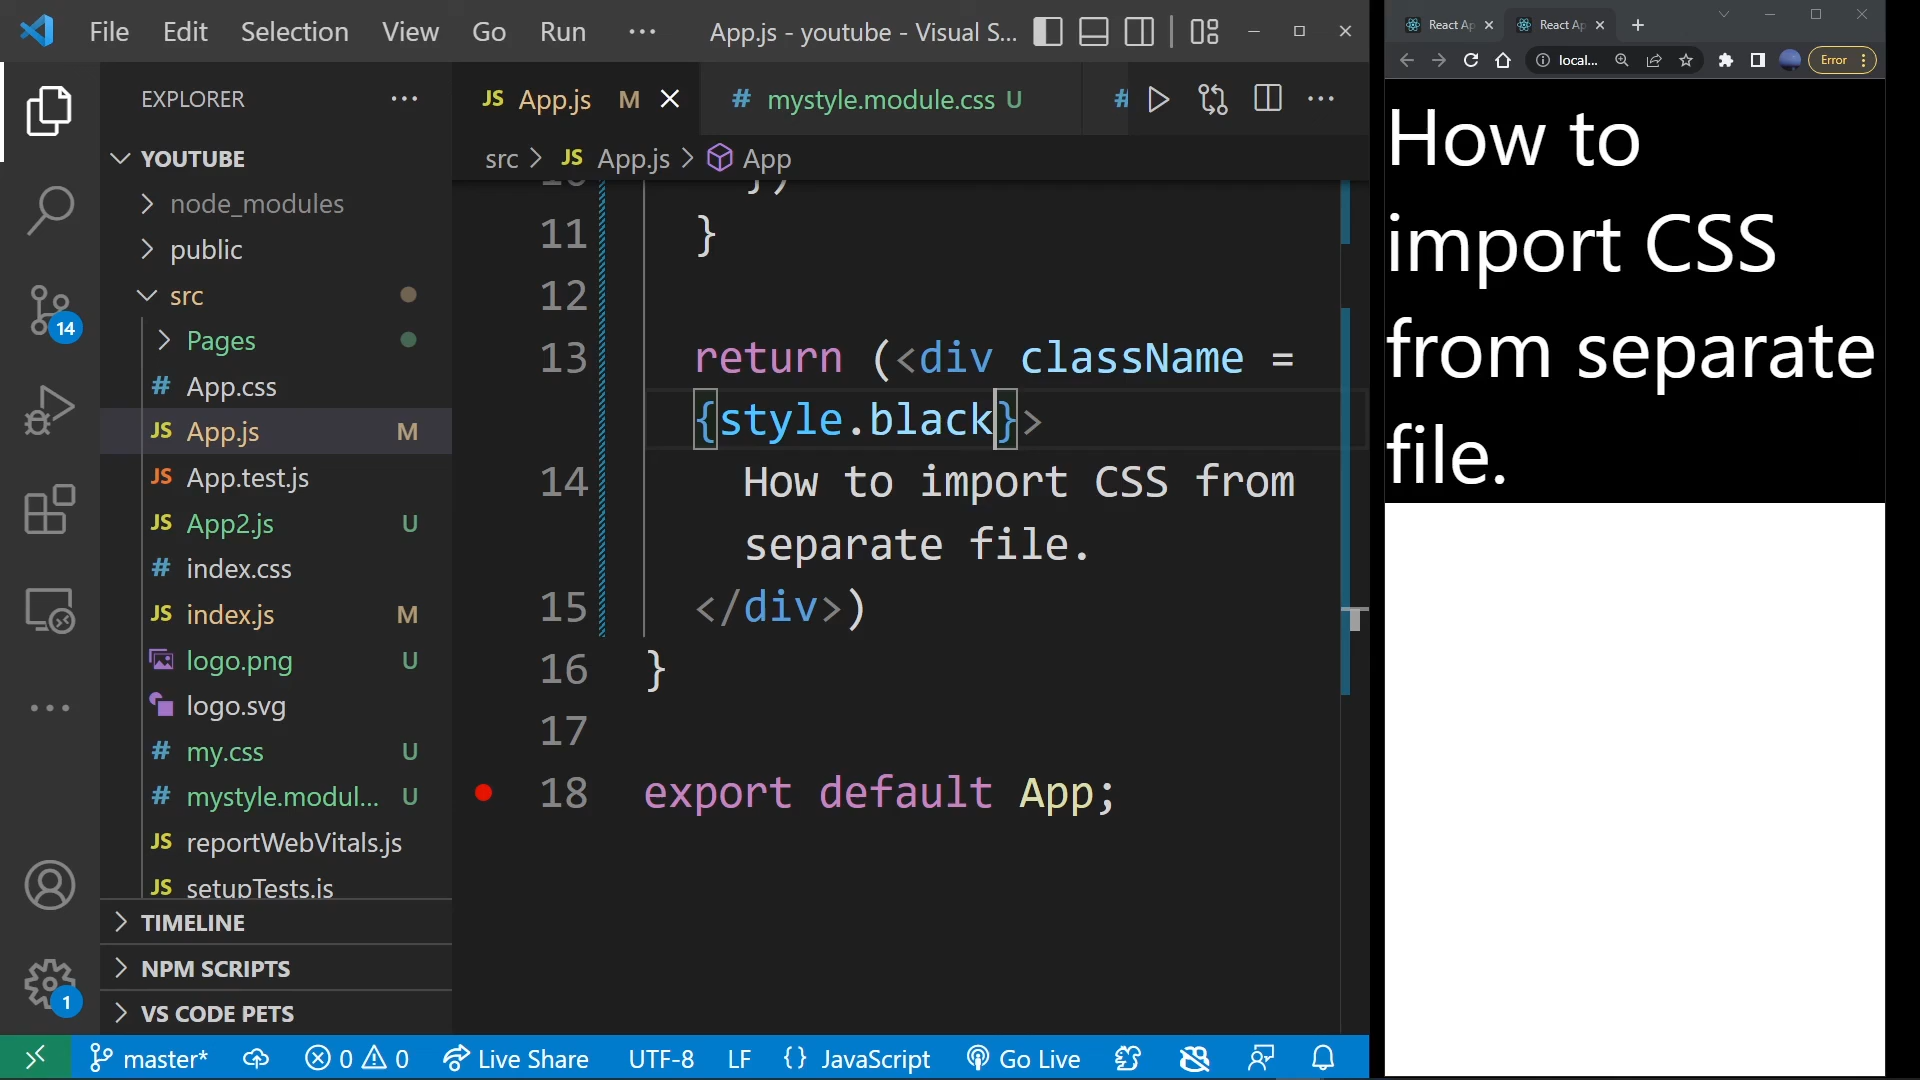 File Edit Selection View Go Run ··· App.js - youtube - Visual S...
EXPLORER ···
YOUTUBE
node_modules
public
src
Pages
# App.css
JS App.js M
JS App.test.js
JS App2.js U
# index.css
JS index.js M
logo.png U
logo.svg
# my.css U
# mystyle.modul... U
JS reportWebVitals.js
JS setupTests.js
TIMELINE
NPM SCRIPTS
VS CODE PETS
14
1
JS App.js M
# mystyle.module.css U
#
src > JS App.js > App
10 })
11 }
12
13 return (<div className =
{style.black}>
14 How to import CSS from
separate file.
15 </div>)
16 }
17
18 export default App;
master* 0 0 Live Share UTF-8 LF {} JavaScript Go Live
React Ap
React Ap
local...
Error
How to
import CSS
from separate
file.